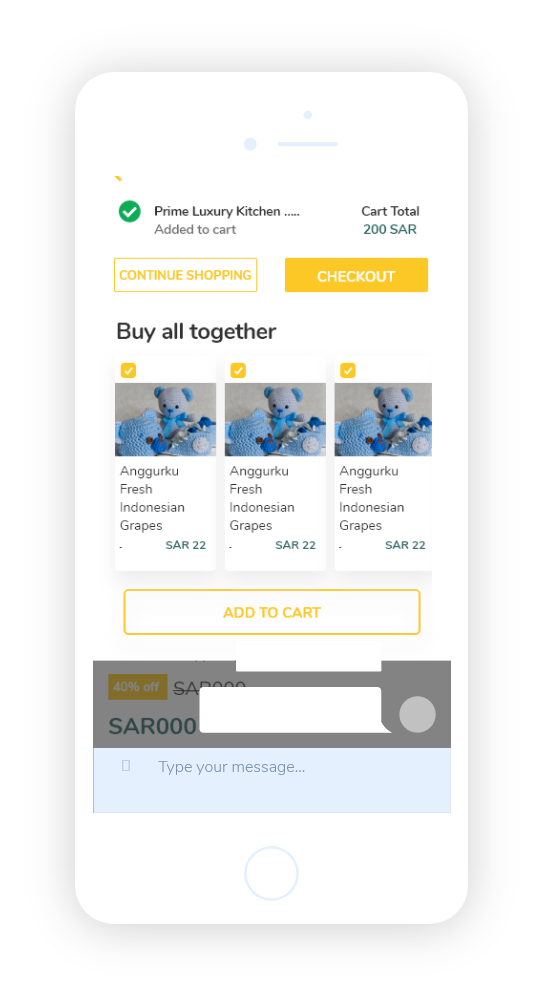 Prime Luxury Kitchen .....
Cart Total
Added to cart
200 SAR
CONTINUE SHOPPING
CHECKOUT
Buy all together
Anggurku
Fresh
Indonesian
Grapes
- SAR 22
Anggurku
Fresh
Indonesian
Grapes
- SAR 22
Anggurku
Fresh
Indonesian
Grapes
- SAR 22
ADD TO CART
40% off SAR000
SAR000
Type your message...